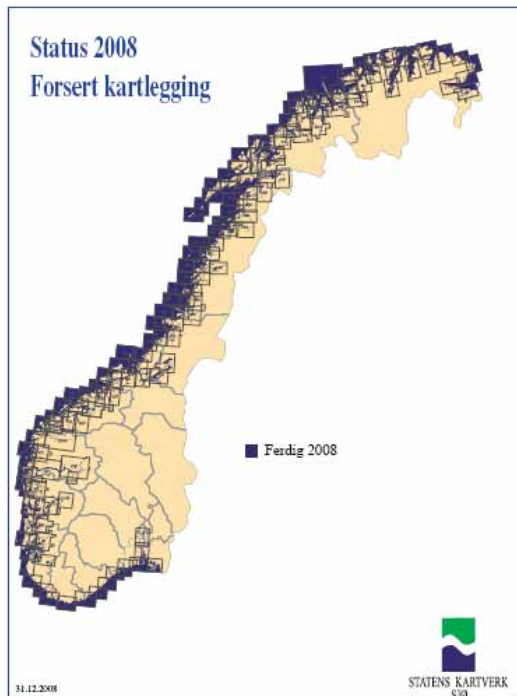 Status 2008
Forsert kartlegging
Ferdig 2008
31.12.2008
STATENS KARTVERK
SJØ